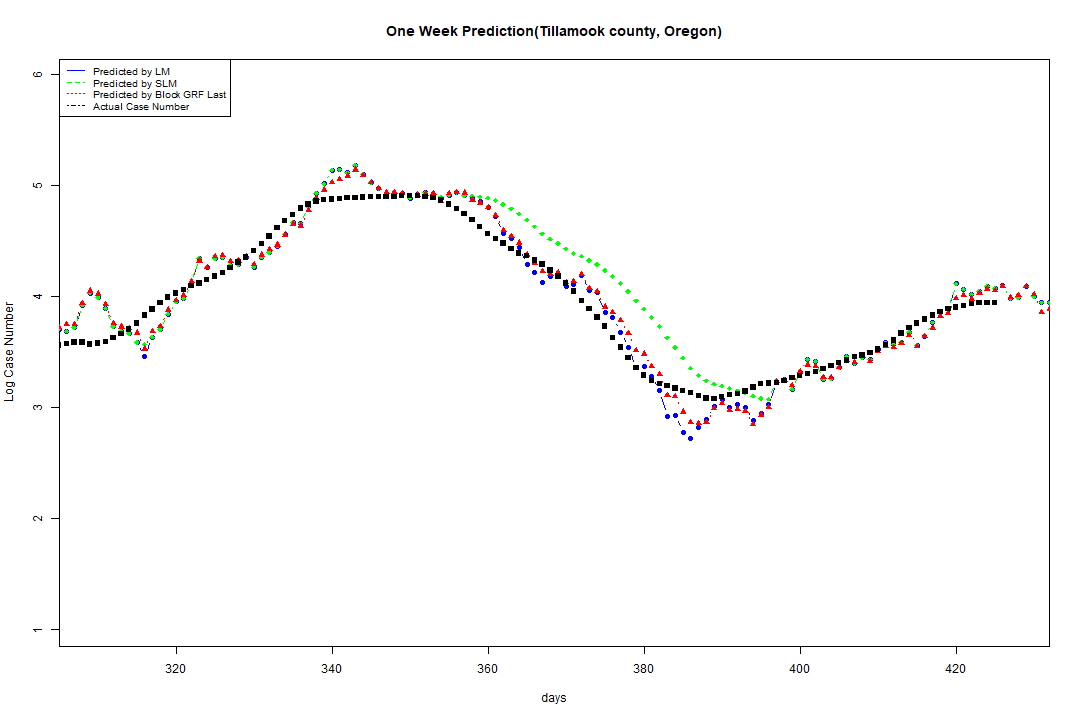 One Week Prediction(Tillamook county, Oregon)
Predicted by LM
Predicted by SLM
Predicted by Block GRF Last
Actual Case Number
6
5
4
3
2
1
Log Case Number
320 340 360 380 400 420
days